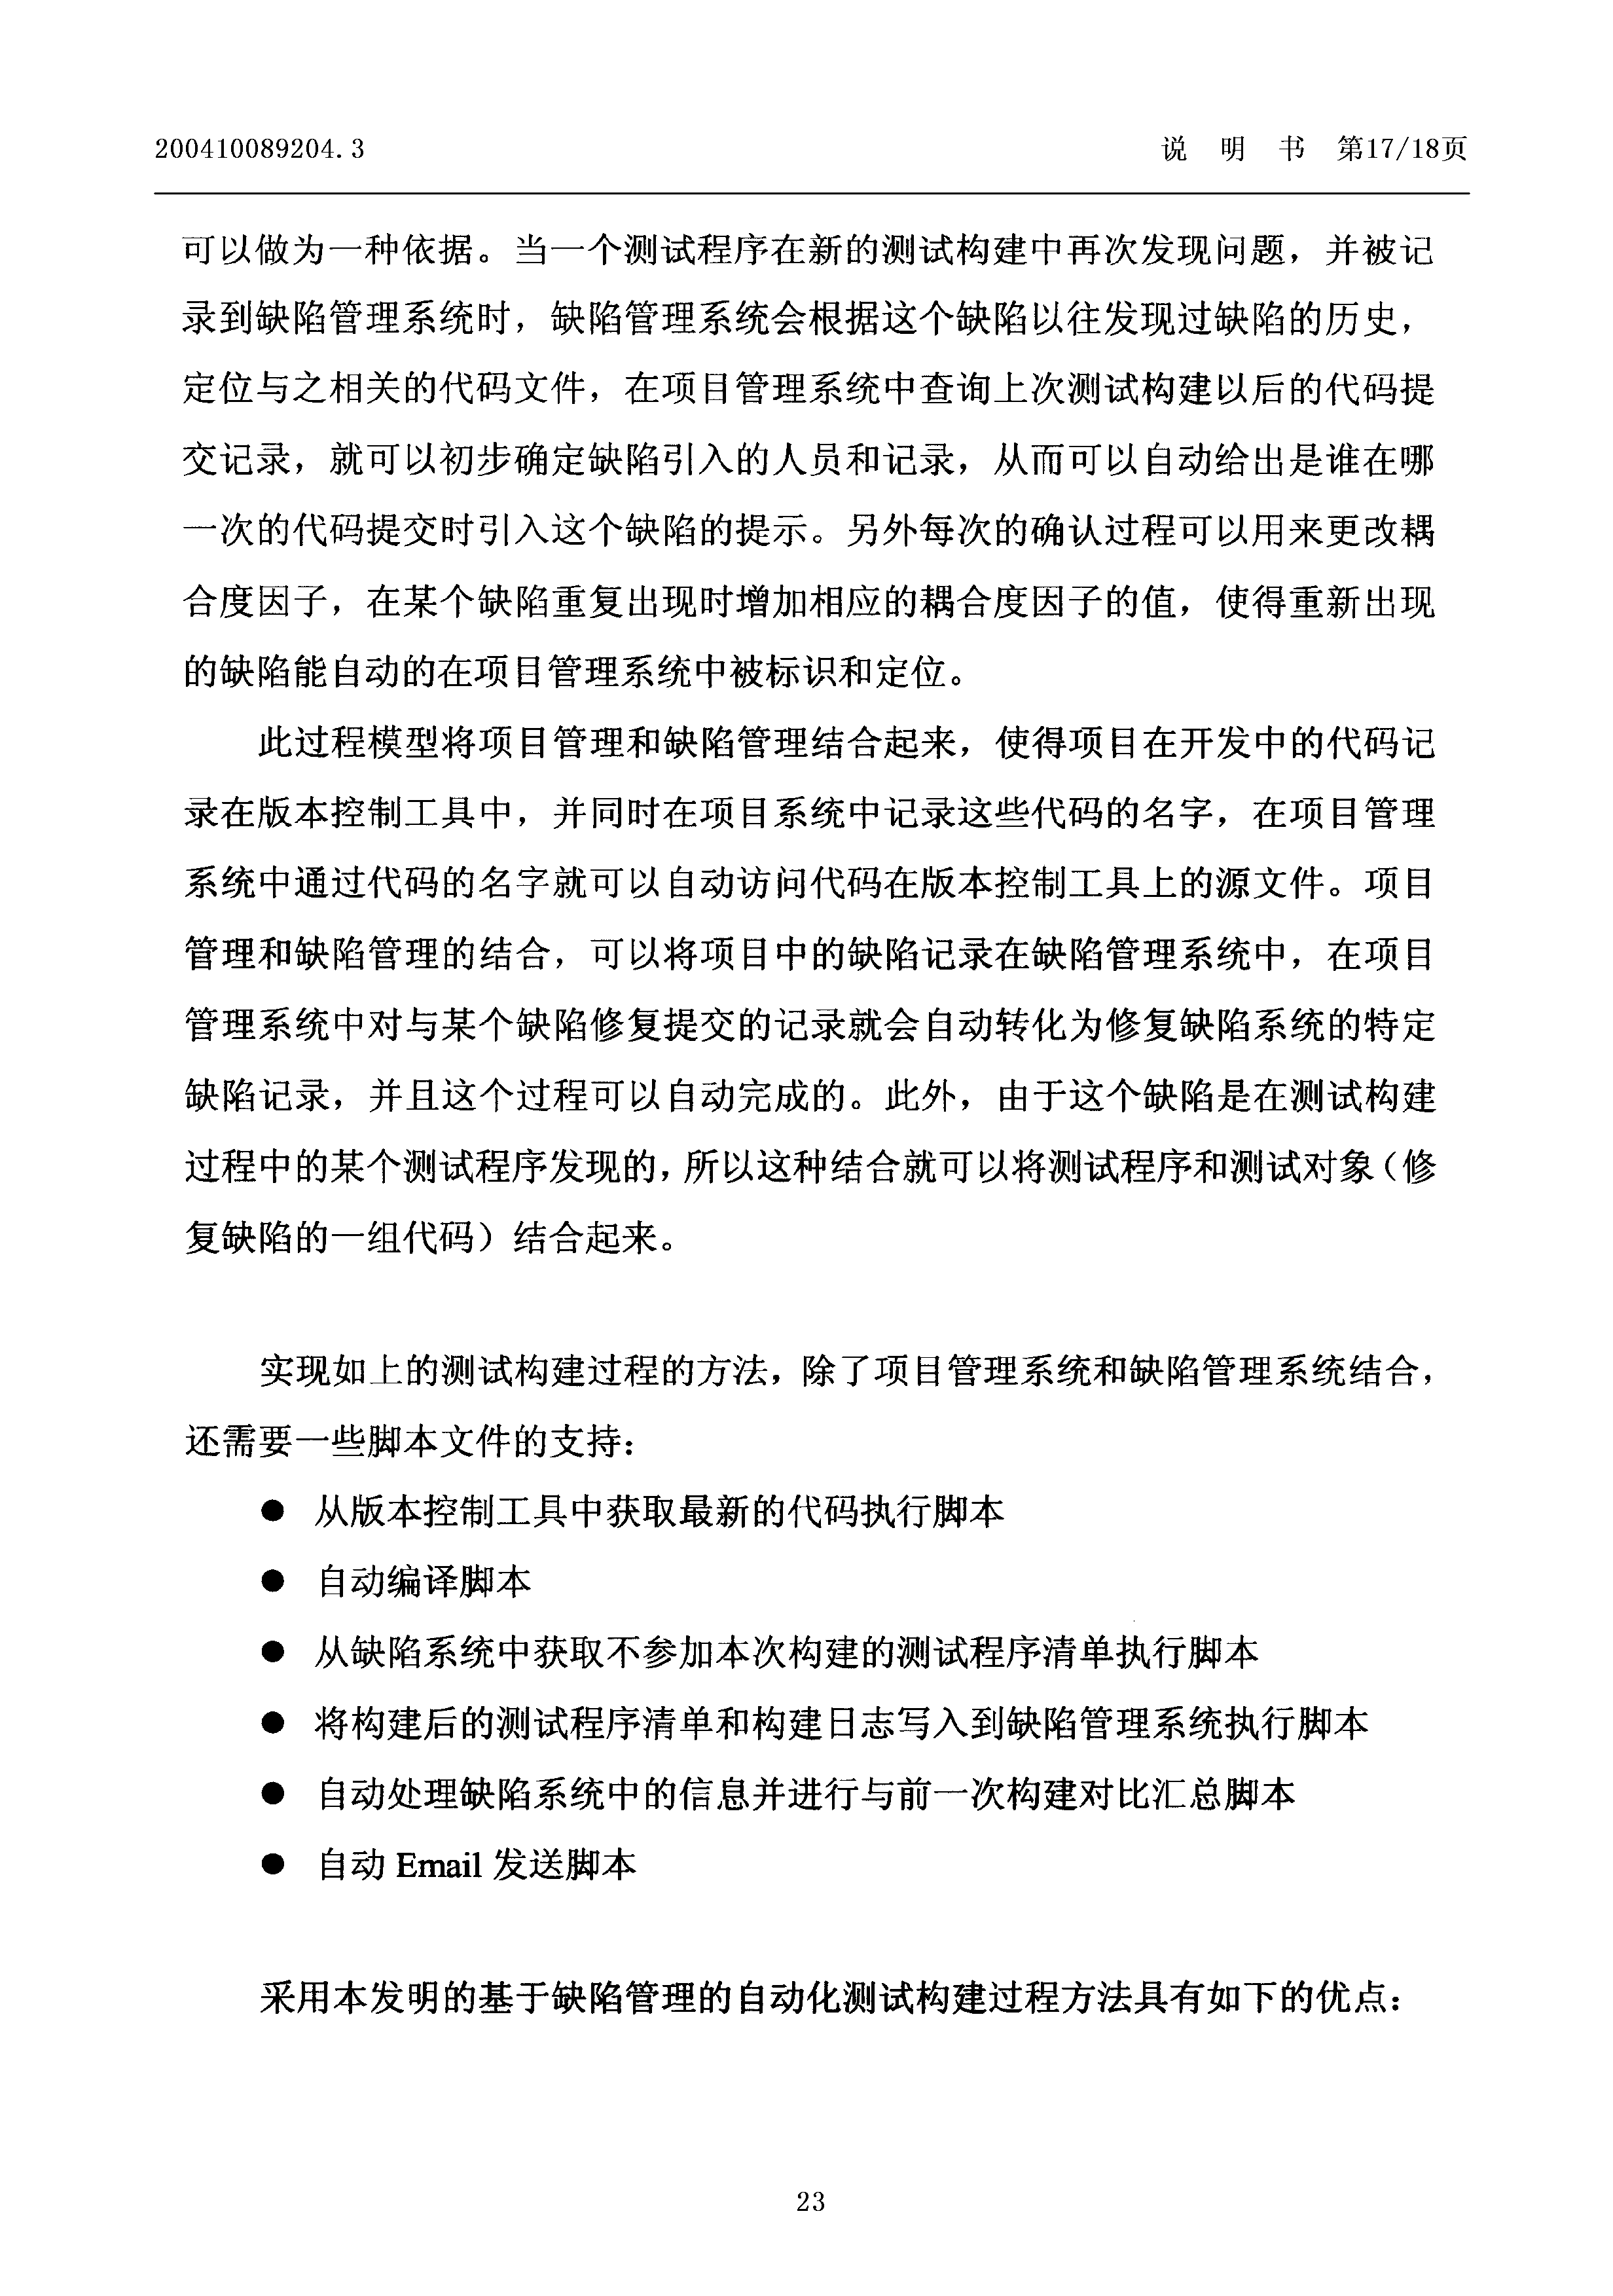 200410089204.3 说 明 书 第17/18页
可以做为一种依据。当一个测试程序在新的测试构建中再次发现问题，并被记
录到缺陷管理系统时，缺陷管理系统会根据这个缺陷以往发现过缺陷的历史，
定位与之相关的代码文件，在项目管理系统中查询上次测试构建以后的代码提
交记录，就可以初步确定缺陷引入的人员和记录，从而可以自动给出是谁在哪
一次的代码提交时引入这个缺陷的提示。另外每次的确认过程可以用来更改耦
合度因子，在某个缺陷重复出现时增加相应的耦合度因子的值，使得重新出现
的缺陷能自动的在项目管理系统中被标识和定位。
此过程模型将项目管理和缺陷管理结合起来，使得项目在开发中的代码记
录在版本控制工具中，并同时在项目系统中记录这些代码的名字，在项目管理
系统中通过代码的名字就可以自动访问代码在版本控制工具上的源文件。项目
管理和缺陷管理的结合，可以将项目中的缺陷记录在缺陷管理系统中，在项目
管理系统中对与某个缺陷修复提交的记录就会自动转化为修复缺陷系统的特定
缺陷记录，并且这个过程可以自动完成的。此外，由于这个缺陷是在测试构建
过程中的某个测试程序发现的，所以这种结合就可以将测试程序和测试对象（修
复缺陷的一组代码）结合起来。
实现如上的测试构建过程的方法，除了项目管理系统和缺陷管理系统结合，
还需要一些脚本文件的支持：
● 从版本控制工具中获取最新的代码执行脚本
● 自动编译脚本
● 从缺陷系统中获取不参加本次构建的测试程序清单执行脚本
● 将构建后的测试程序清单和构建日志写入到缺陷管理系统执行脚本
● 自动处理缺陷系统中的信息并进行与前一次构建对比汇总脚本
● 自动 Email 发送脚本
采用本发明的基于缺陷管理的自动化测试构建过程方法具有如下的优点：
23